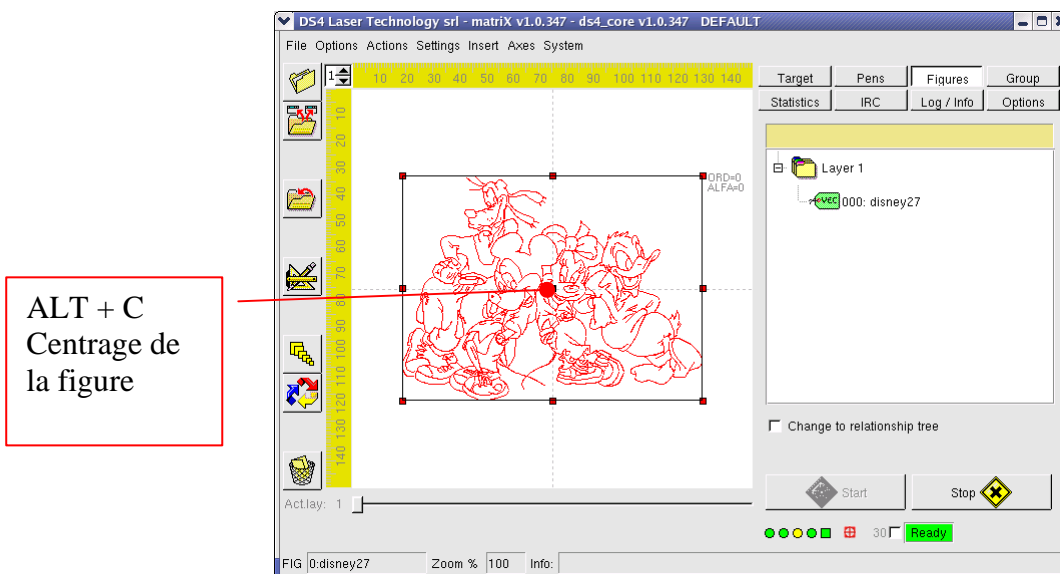 DS4 Laser Technology srl - matriX v1.0.347 - ds4_core v1.0.347 DEFAULT
File Options Actions Settings Insert Axes System
1
10 20 30 40 50 60 70 80 90 100 110 120 130 140
10 20 30 40 50 60 70 80 90 100 110 120 130 140
ORD=0
ALFA=0
ALT + C
Centrage de
la figure
Target Pens Figures Group
Statistics IRC Log / Info Options
Layer 1
VEC 000: disney27
Change to relationship tree
Start Stop
Act.lay: 1
30 Ready
FIG 0:disney27 Zoom % 100 Info: